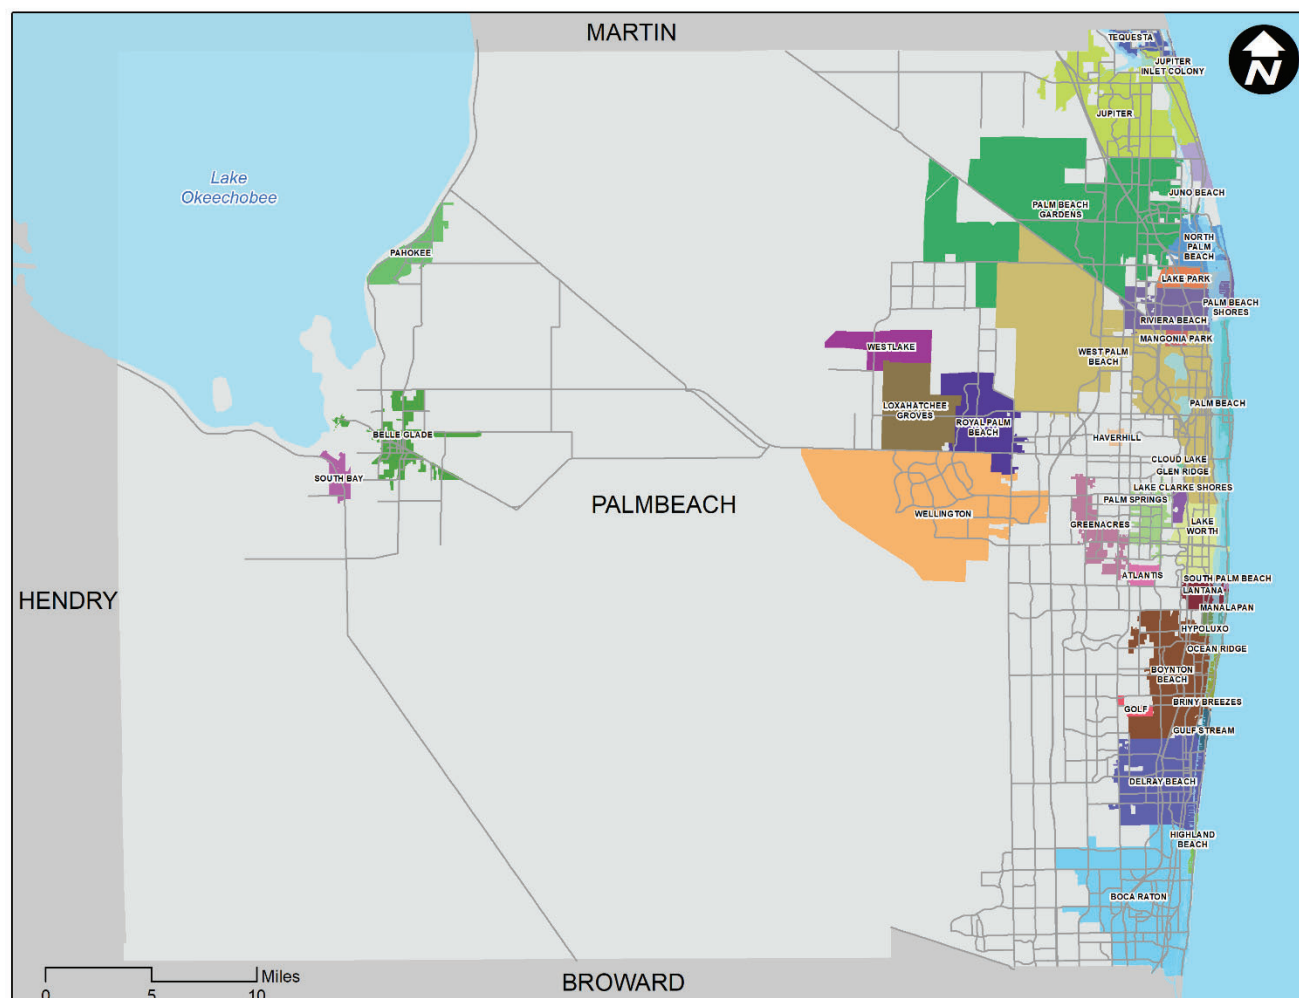 MARTIN
N
TEQUESTA
JUPITER
INLET COLONY
JUPITER
Lake
Okeechobee
JUNO BEACH
PALM BEACH
GARDENS
NORTH
PALM
BEACH
PAHOKEE
LAKE PARK
PALM BEACH
SHORES
RIVIERA BEACH
MANGONIA PARK
WESTLAKE
WEST PALM
BEACH
PALM BEACH
LOXAHATCHEE
GROVES
ROYAL PALM
BEACH
BELLE GLADE
HAVERHILL
CLOUD LAKE
GLEN RIDGE
SOUTH BAY
LAKE CLARKE SHORES
PALM SPRINGS
PALMBEACH
WELLINGTON
GREENACRES
LAKE
WORTH
ATLANTIS
SOUTH PALM BEACH
LANTANA
HENDRY
MANALAPAN
HYPOLUXO
OCEAN RIDGE
BOYNTON
BEACH
BRINY BREEZES
GOLF
GULF STREAM
DELRAY BEACH
HIGHLAND
BEACH
BOCA RATON
Miles
0 5 10
BROWARD